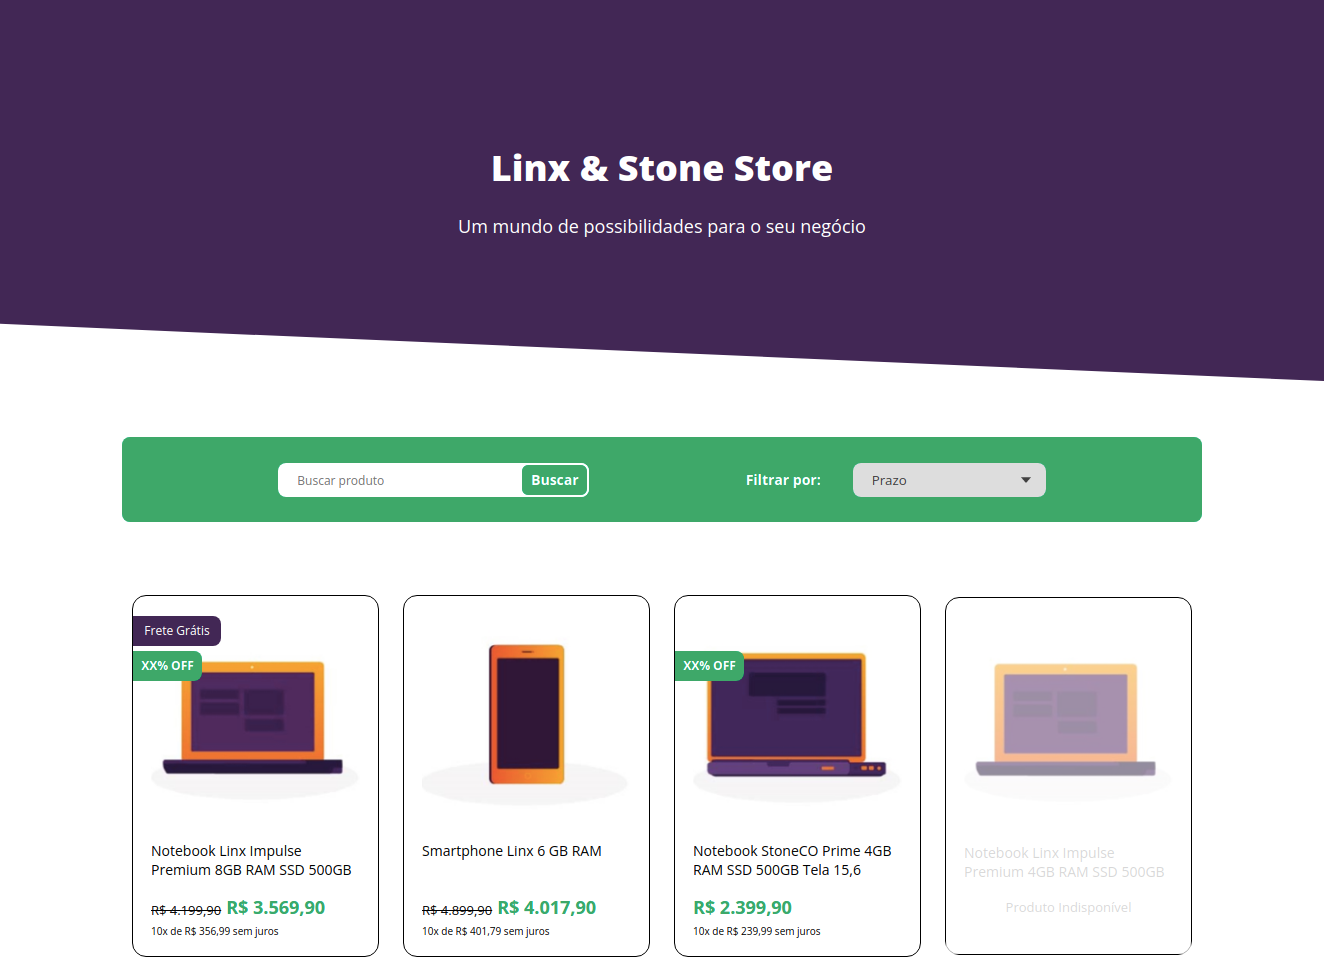 Linx & Stone Store
Um mundo de possibilidades para o seu negócio
Buscar produto
Buscar
Filtrar por:
Prazo
Frete Grátis
XX% OFF
Notebook Linx Impulse
Premium 8GB RAM SSD 500GB
R$ 4.199,90 R$ 3.569,90
10x de R$ 356,99 sem juros
Smartphone Linx 6 GB RAM
R$ 4.899,90 R$ 4.017,90
10x de R$ 401,79 sem juros
XX% OFF
Notebook StoneCO Prime 4GB
RAM SSD 500GB Tela 15,6
R$ 2.399,90
10x de R$ 239,99 sem juros
Notebook Linx Impulse
Premium 4GB RAM SSD 500GB
Produto Indisponível